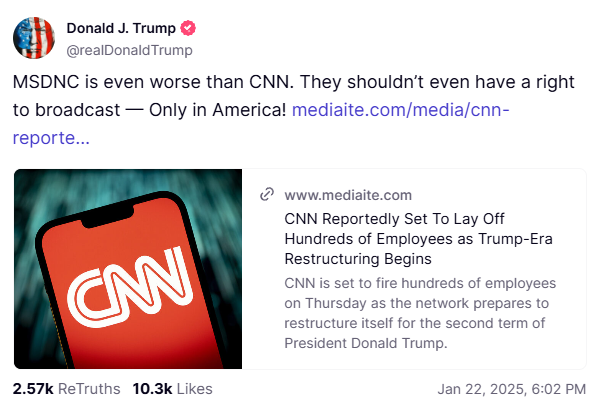 Donald J. Trump
@realDonaldTrump
MSDNC is even worse than CNN. They shouldn’t even have a right
to broadcast — Only in America! mediaite.com/media/cnn-
reporte...
CNN
www.mediaite.com
CNN Reportedly Set To Lay Off
Hundreds of Employees as Trump-Era
Restructuring Begins
CNN is set to fire hundreds of employees
on Thursday as the network prepares to
restructure itself for the second term of
President Donald Trump.
2.57k ReTruths 10.3k Likes
Jan 22, 2025, 6:02 PM